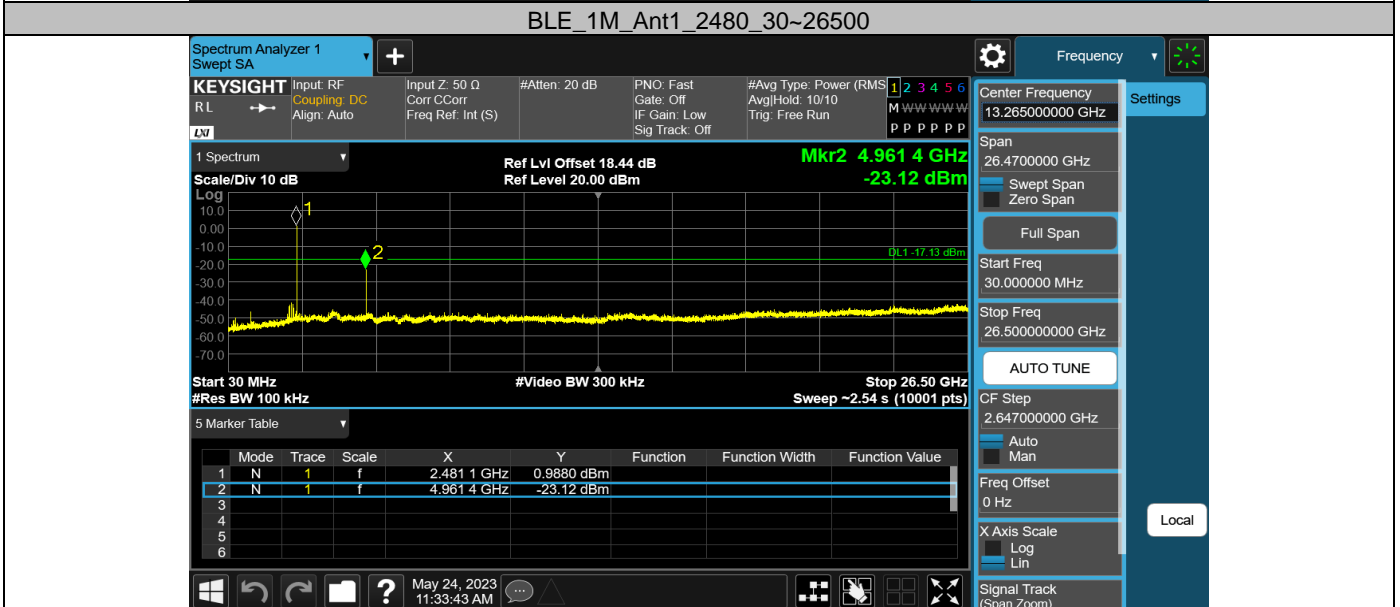 BLE_1M_Ant1_2480_30~26500
Spectrum Analyzer 1
Swept SA
+
Frequency
KEYSIGHT
RL
LXI
Input: RF
Coupling: DC
Align: Auto
Input Z: 50 Ω
Corr CCorr
Freq Ref: Int (S)
#Atten: 20 dB
PNO: Fast
Gate: Off
IF Gain: Low
Sig Track: Off
#Avg Type: Power (RMS
Avg|Hold: 10/10
Trig: Free Run
1 2 3 4 5 6
M W W W W W
P P P P P P
1 Spectrum
Scale/Div 10 dB
Ref Lvl Offset 18.44 dB
Ref Level 20.00 dBm
Mkr2 4.961 4 GHz
-23.12 dBm
Log
10.0
0.00
-10.0
-20.0
-30.0
-40.0
-50.0
-60.0
-70.0
1
2
DL1 -17.13 dBm
Start 30 MHz
#Video BW 300 kHz
Stop 26.50 GHz
#Res BW 100 kHz
Sweep ~2.54 s (10001 pts)
5 Marker Table
Mode Trace Scale X Y Function Function Width Function Value
1 N 1 f 2.481 1 GHz 0.9880 dBm
2 N 1 f 4.961 4 GHz -23.12 dBm
3
4
5
6
?
May 24, 2023
11:33:43 AM
Center Frequency
13.265000000 GHz
Settings
Span
26.4700000 GHz
Swept Span
Zero Span
Full Span
Start Freq
30.000000 MHz
Stop Freq
26.500000000 GHz
AUTO TUNE
CF Step
2.647000000 GHz
Auto
Man
Freq Offset
0 Hz
Local
X Axis Scale
Log
Lin
Signal Track
(Span Zoom)